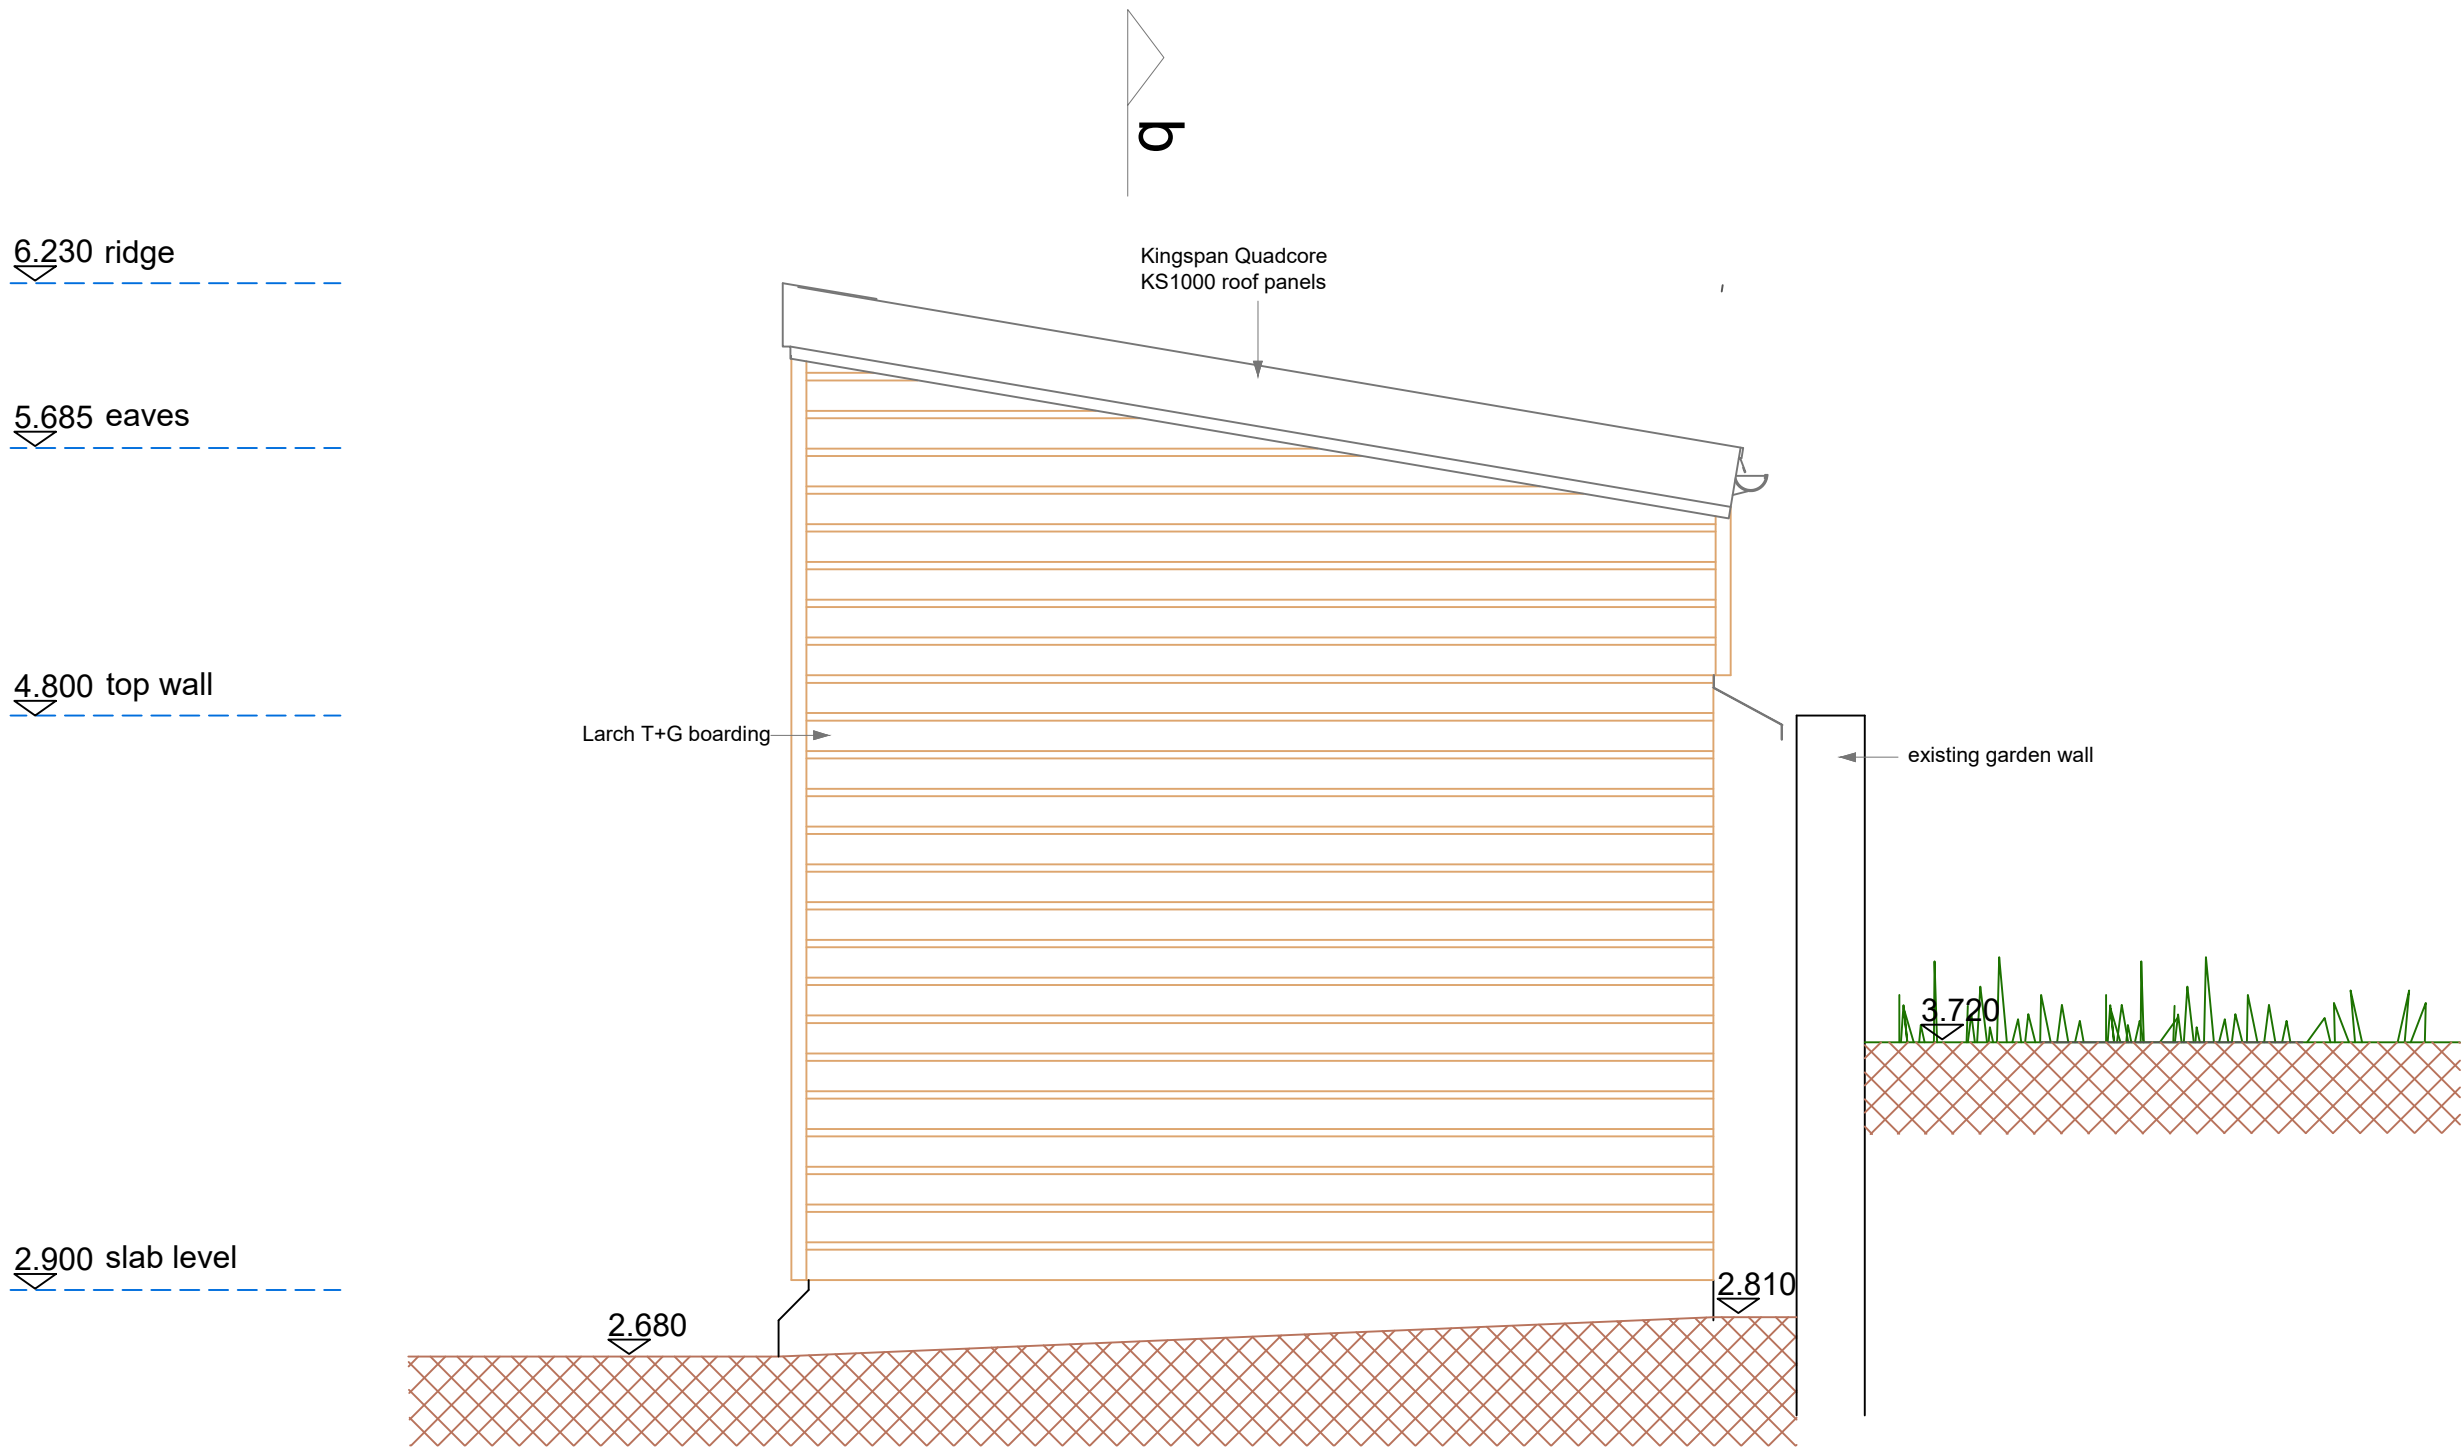 b
6.230 ridge
Kingspan Quadcore
KS1000 roof panels
5.685 eaves
4.800 top wall
Larch T+G boarding
existing garden wall
3.720
2.900 slab level
2.810
2.680